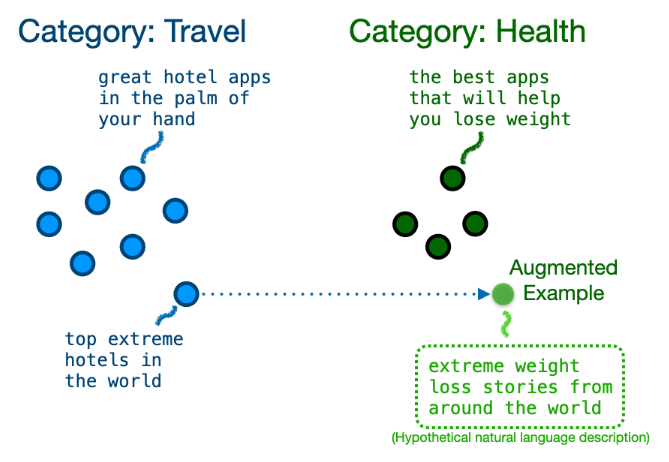 Category: Travel
great hotel apps
in the palm of
your hand
top extreme
hotels in
the world
Category: Health
the best apps
that will help
you lose weight
Augmented
Example
extreme weight
loss stories from
around the world
(Hypothetical natural language description)